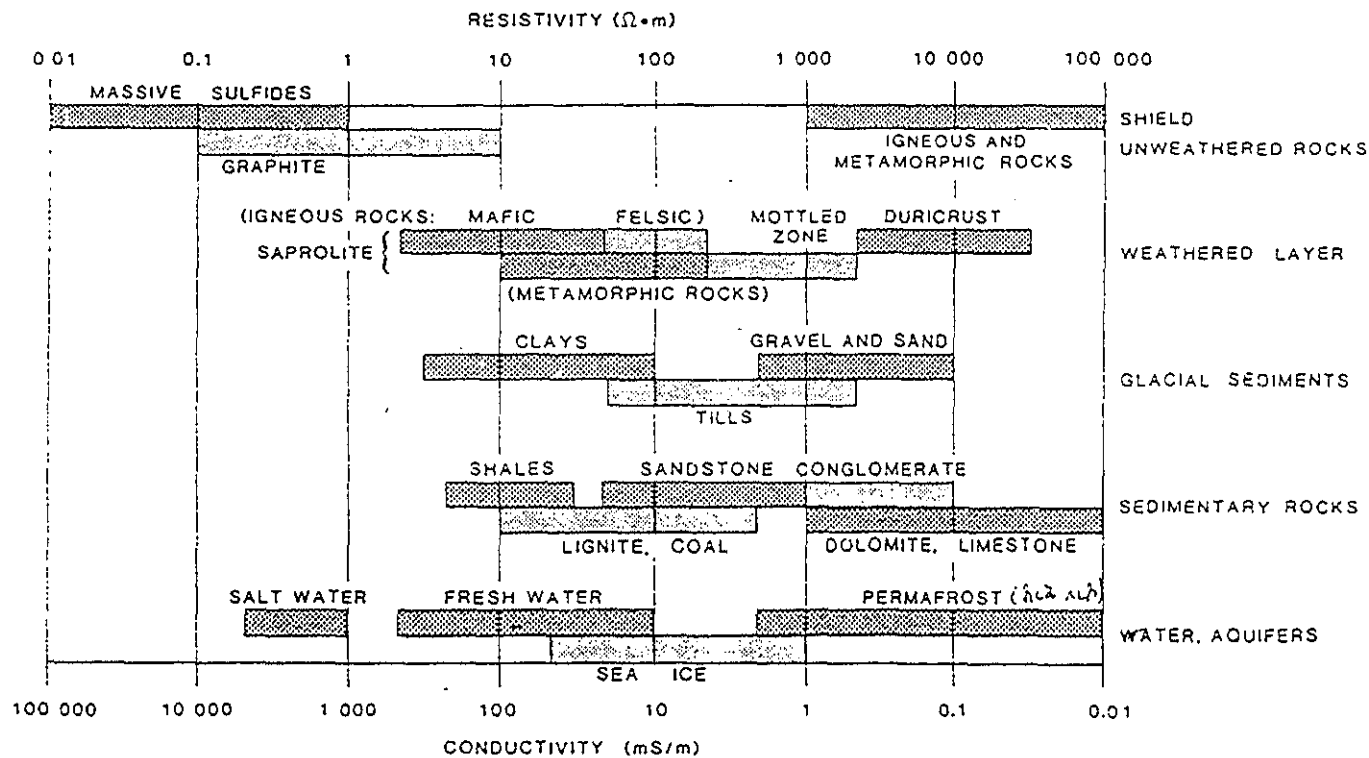 RESISTIVITY (Ω•m)
0 01 0.1 1 10 100 1 000 10 000 100 000
MASSIVE SULFIDES
SHIELD
IGNEOUS AND
METAMORPHIC ROCKS
UNWEATHERED ROCKS
GRAPHITE
(IGNEOUS ROCKS: MAFIC FELSIC) MOTTLED
ZONE DURICRUST
SAPROLITE
WEATHERED LAYER
(METAMORPHIC ROCKS)
CLAYS GRAVEL AND SAND
GLACIAL SEDIMENTS
TILLS
SHALES SANDSTONE CONGLOMERATE
SEDIMENTARY ROCKS
LIGNITE, COAL DOLOMITE, LIMESTONE
SALT WATER FRESH WATER PERMAFROST
WATER, AQUIFERS
SEA ICE
100 000 10 000 1 000 100 10 1 0.1 0.01
CONDUCTIVITY (mS/m)